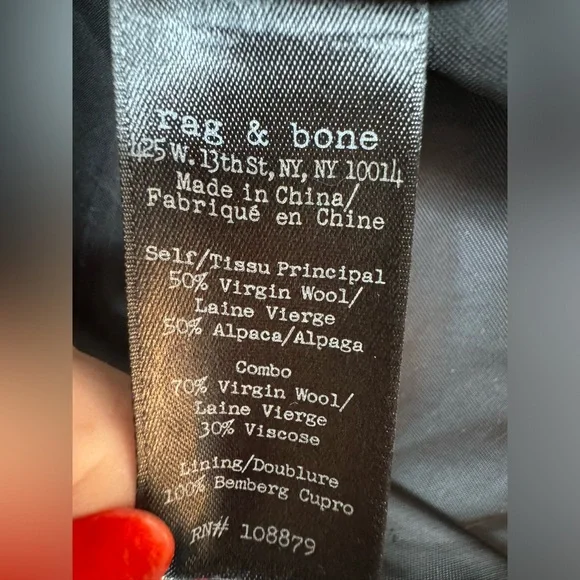 rag & bone
425 W. 13th St, NY, NY 10014
Made in China/
Fabriqué en Chine
Self/Tissu Principal
50% Virgin Wool/
Laine Vierge
50% Alpaca/Alpaga
Combo
70% Virgin Wool/
Laine Vierge
30% Viscose
Lining/Doublure
100% Bemberg Cupro
RN# 108879